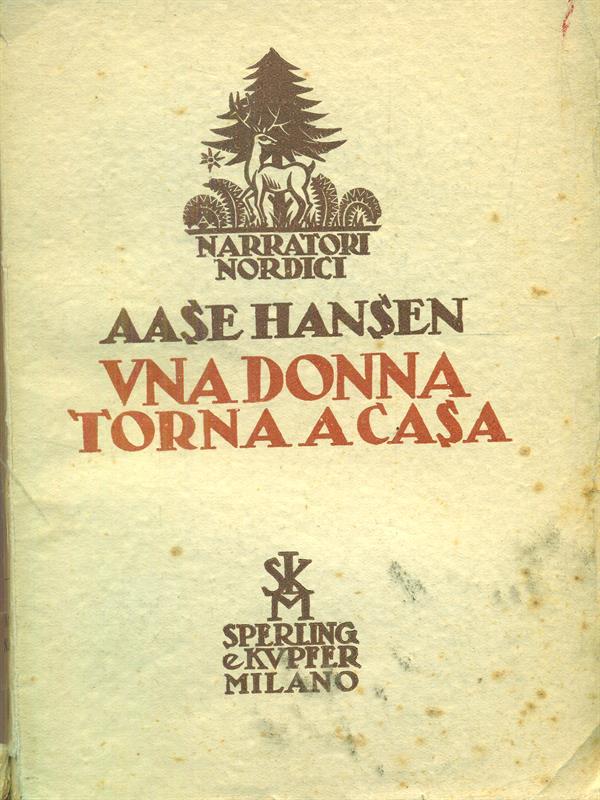 NARRATORI
NORDICI
AASE HANSEN
VNA DONNA
TORNA A CASA
SKM
SPERLING
e KVPFER
MILANO